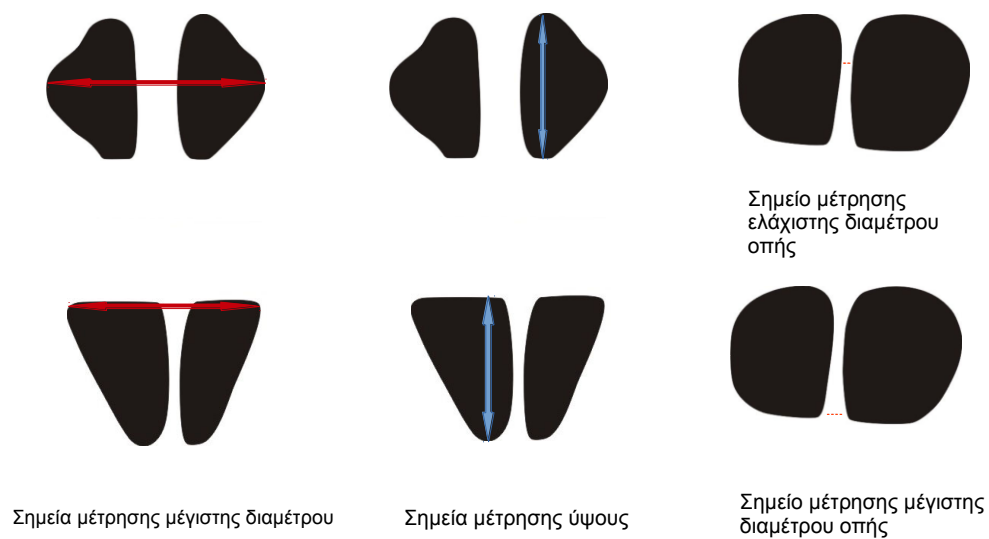 Σημείο μέτρησης
ελάχιστης διαμέτρου
οπής
Σημεία μέτρησης μέγιστης διαμέτρου
Σημεία μέτρησης ύψους
Σημείο μέτρησης μέγιστης
διαμέτρου οπής